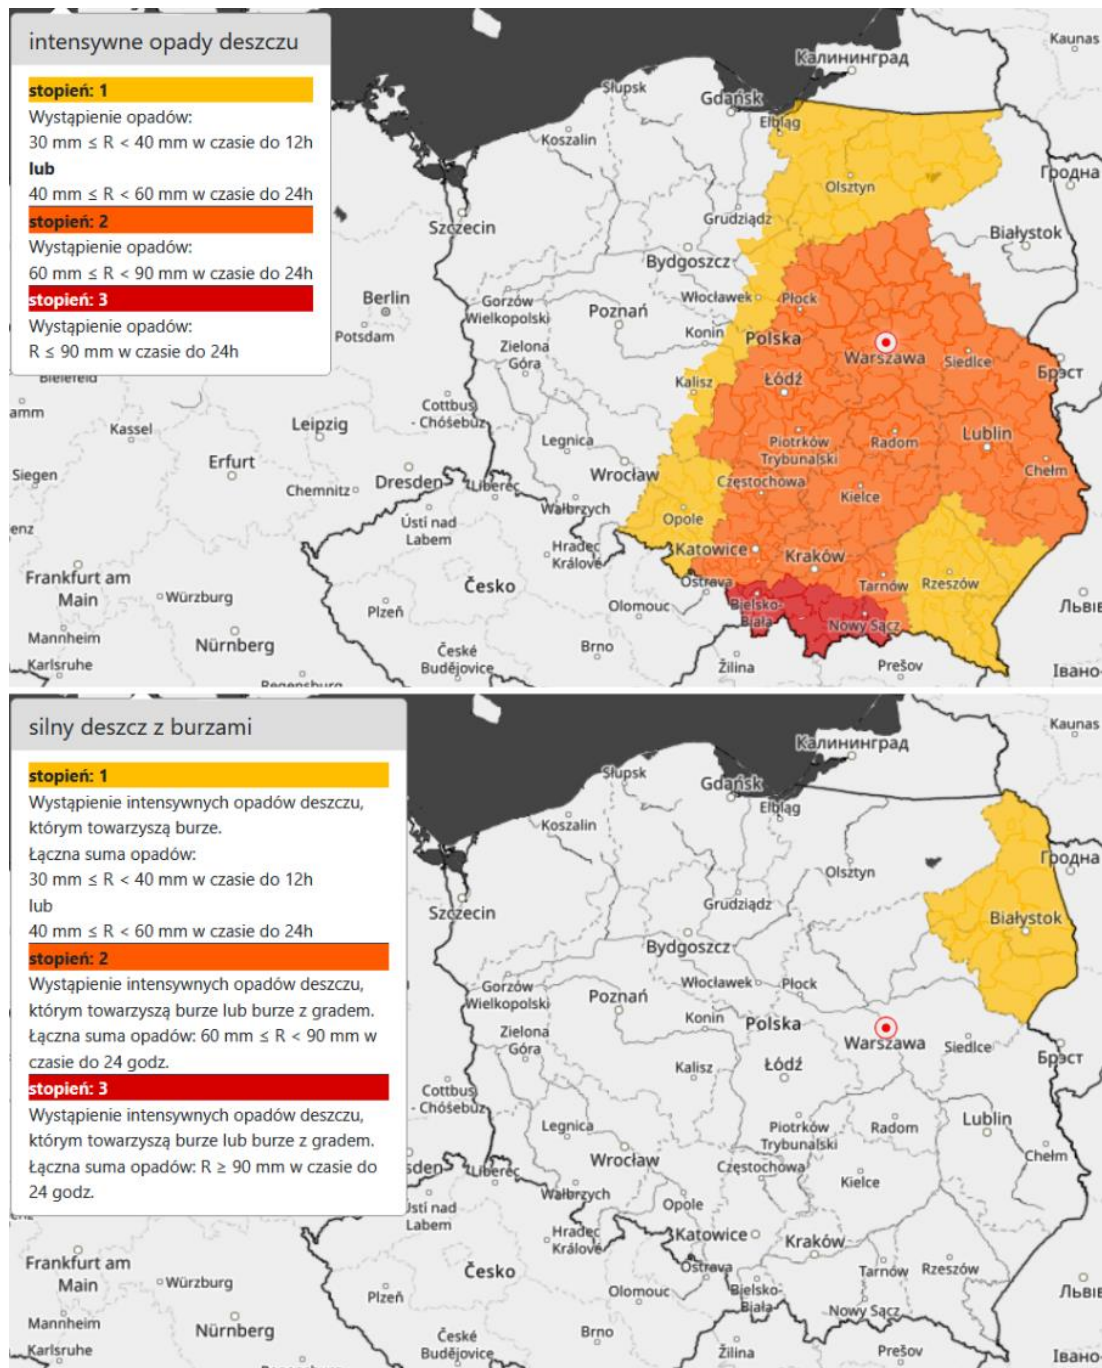 intensywne opady deszczu
stopień: 1
Wystąpienie opadów:
30 mm ≤ R < 40 mm w czasie do 12h
lub
40 mm ≤ R < 60 mm w czasie do 24h
stopień: 2
Wystąpienie opadów:
60 mm ≤ R < 90 mm w czasie do 24h
stopień: 3
Wystąpienie opadów:
R ≤ 90 mm w czasie do 24h
Kaunas
Калининград
Słupsk
Gdańsk
Elbląg
Koszalin
Гродна
Olsztyn
Grudziądz
Szczecin
Białystok
Bydgoszcz
Berlin
Gorzów
Wielkopolski
Włocławek
Płock
Poznań
Potsdam
Konin
Polska
Warszawa
Siedlce
Брэст
Zielona
Góra
Kalisz
Łódź
Bielefeld
Cottbus
- Chóśebuz
Kassel
Leipzig
Legnica
Piotrków
Trybunalski
Radom
Lublin
Siegen
Erfurt
Chemnitz
Dresden
Liberec
Wrocław
Częstochowa
Kielce
Chełm
Wałbrzych
Opole
Ústí nad
Labem
Hradec
Králové
Katowice
Kraków
Frankfurt am
Main
Würzburg
Česko
Plzeň
Ostrava
Olomouc
Bielsko-
Biała
Tarnów
Rzeszów
Nowy Sącz
Львів
Mannheim
Karlsruhe
Nürnberg
České
Budějovice
Brno
Žilina
Prešov
Івано-
Regensburg
silny deszcz z burzami
stopień: 1
Wystąpienie intensywnych opadów deszczu,
którym towarzyszą burze.
Łączna suma opadów:
30 mm ≤ R < 40 mm w czasie do 12h
lub
40 mm ≤ R < 60 mm w czasie do 24h
stopień: 2
Wystąpienie intensywnych opadów deszczu,
którym towarzyszą burze lub burze z gradem.
Łączna suma opadów: 60 mm ≤ R < 90 mm w
czasie do 24 godz.
stopień: 3
Wystąpienie intensywnych opadów deszczu,
którym towarzyszą burze lub burze z gradem.
Łączna suma opadów: R ≥ 90 mm w czasie do
24 godz.
Kaunas
Калининград
Słupsk
Gdańsk
Elbląg
Koszalin
Гродна
Olsztyn
Grudziądz
Szczecin
Białystok
Bydgoszcz
Gorzów
Wielkopolski
Włocławek
Płock
Poznań
Konin
Polska
Warszawa
Siedlce
Брэст
Zielona
Góra
Kalisz
Łódź
Cottbus
- Chóśebuz
Legnica
Piotrków
Trybunalski
Radom
Lublin
Wrocław
Częstochowa
Kielce
Chełm
Liberec
Wałbrzych
Opole
Ústí nad
Labem
Hradec
Králové
Katowice
Kraków
Frankfurt am
Main
Würzburg
Česko
Plzeň
Ostrava
Olomouc
Bielsko-
Biała
Tarnów
Rzeszów
Nowy Sącz
Львів
Mannheim
Karlsruhe
Nürnberg
České
Budějovice
Brno
Žilina
Prešov
Івано-